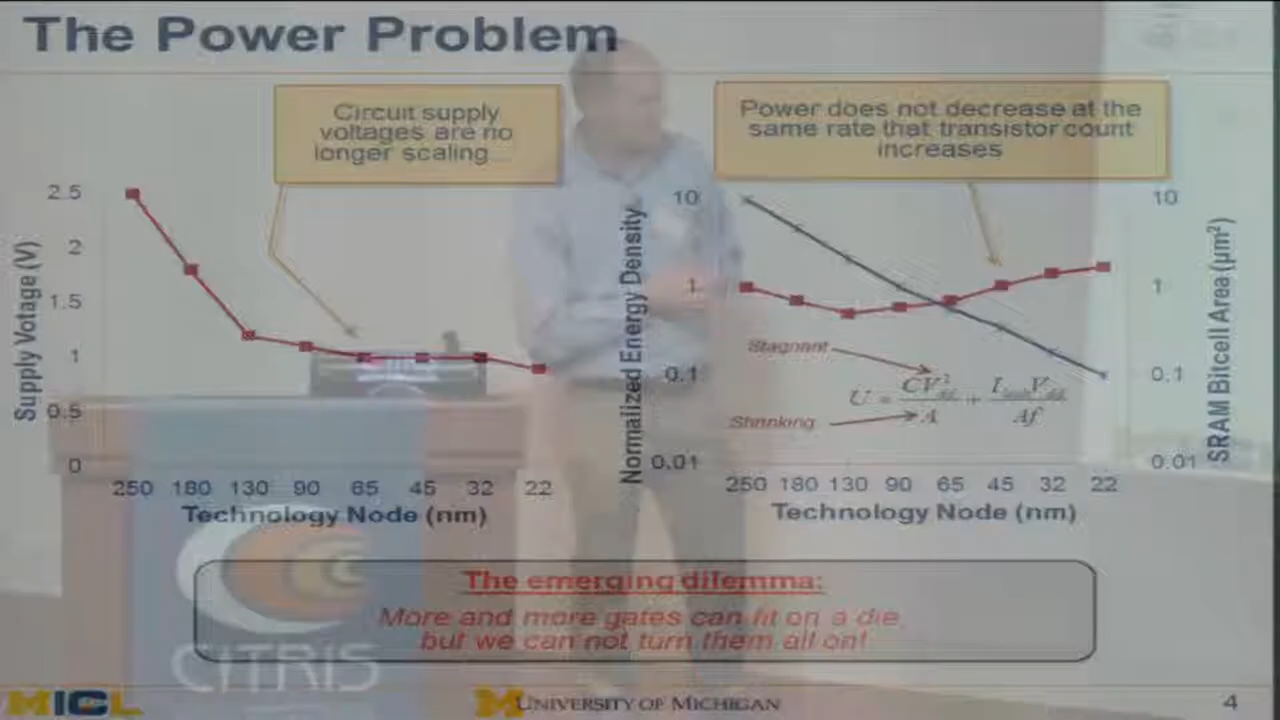 The Power Problem
Circuit supply
voltages are no
longer scaling...
Power does not decrease at the
same rate that transistor count
increases
Supply Votage (V)
2.5
2
1.5
1
0.5
0
250 180 130 90 65 45 32 22
Technology Node (nm)
Normalized Energy Density
10
1
0.1
0.01
Stagnant
Shrinking
10
1
0.1
0.01
SRAM Bitcell Area (µm²)
250 180 130 90 65 45 32 22
Technology Node (nm)
The emerging dilemma:
More and more gates can fit on a die,
but we can not turn them all on!
CITRIS
MICL
M UNIVERSITY OF MICHIGAN
4